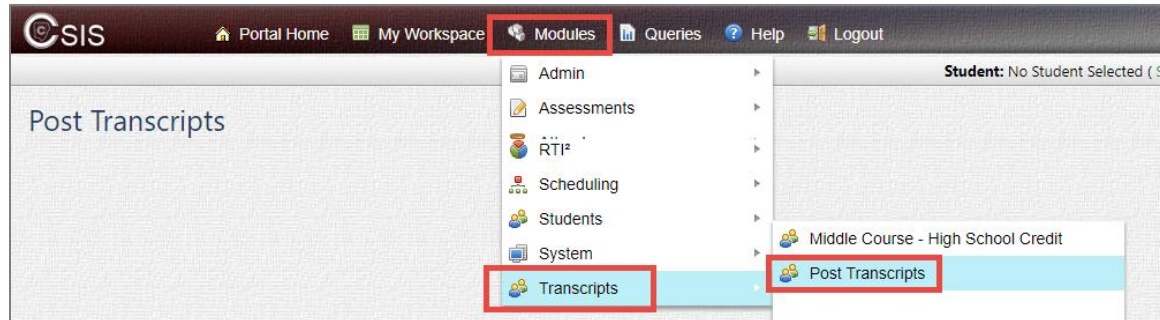 CSIS Portal Home My Workspace Modules Queries Help Logout
Student: No Student Selected (
Post Transcripts
Admin
Assessments
RTI²
Scheduling
Students
System
Transcripts
Middle Course - High School Credit
Post Transcripts